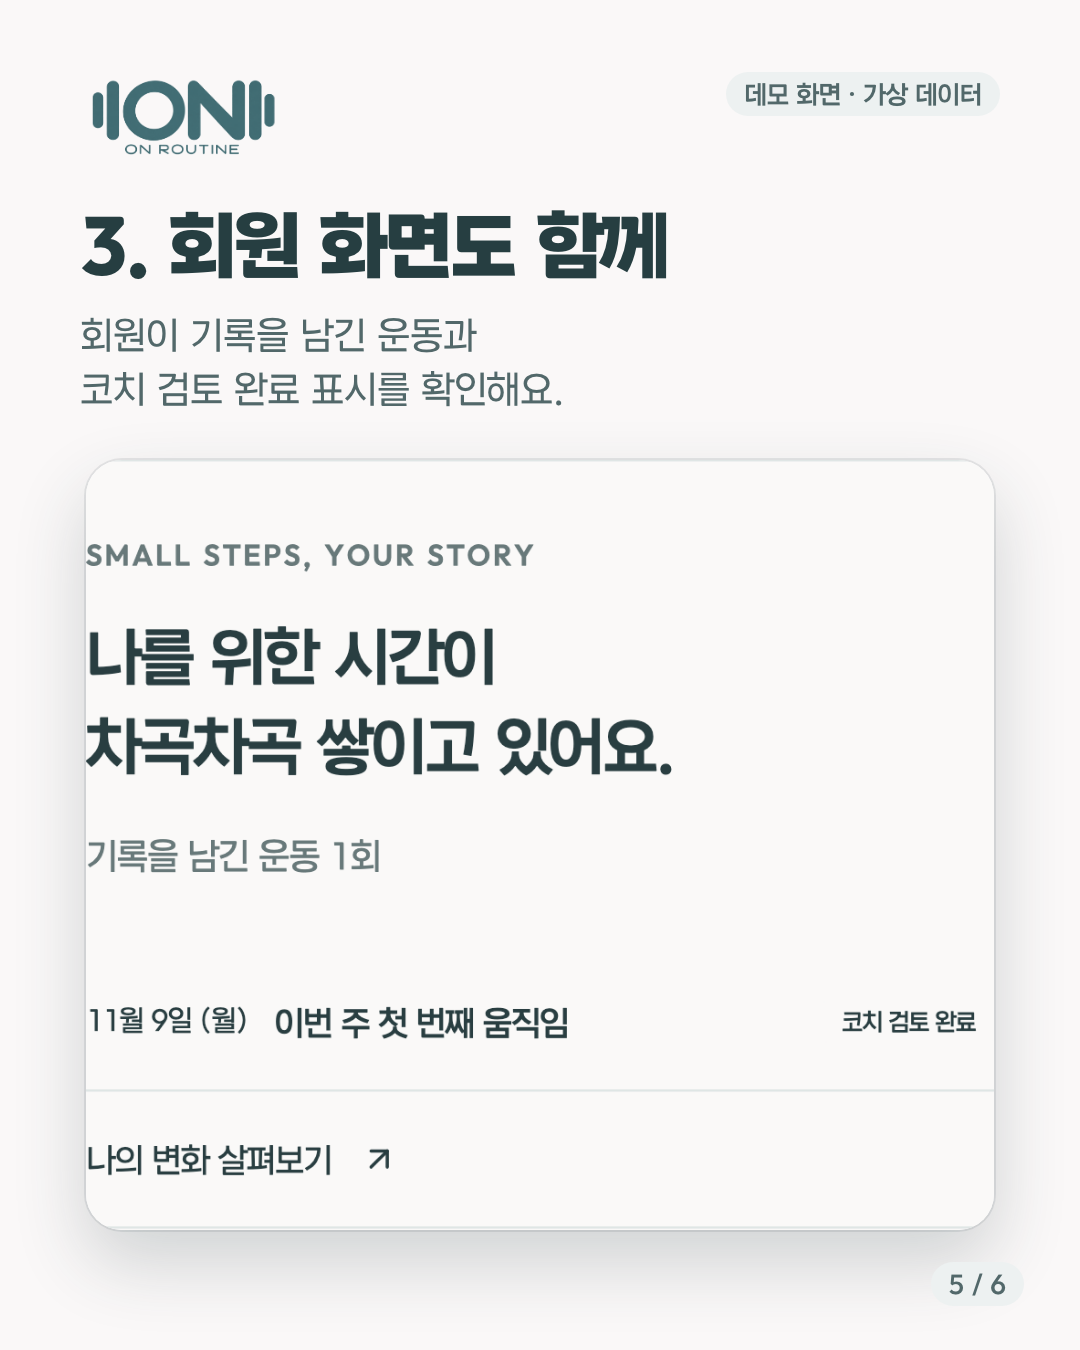 ION
ON ROUTINE
데모 화면 · 가상 데이터
3. 회원 화면도 함께
회원이 기록을 남긴 운동과
코치 검토 완료 표시를 확인해요.
SMALL STEPS, YOUR STORY
나를 위한 시간이
차곡차곡 쌓이고 있어요.
기록을 남긴 운동 1회
11월 9일 (월) 이번 주 첫 번째 움직임 코치 검토 완료
나의 변화 살펴보기 ↗
5 / 6